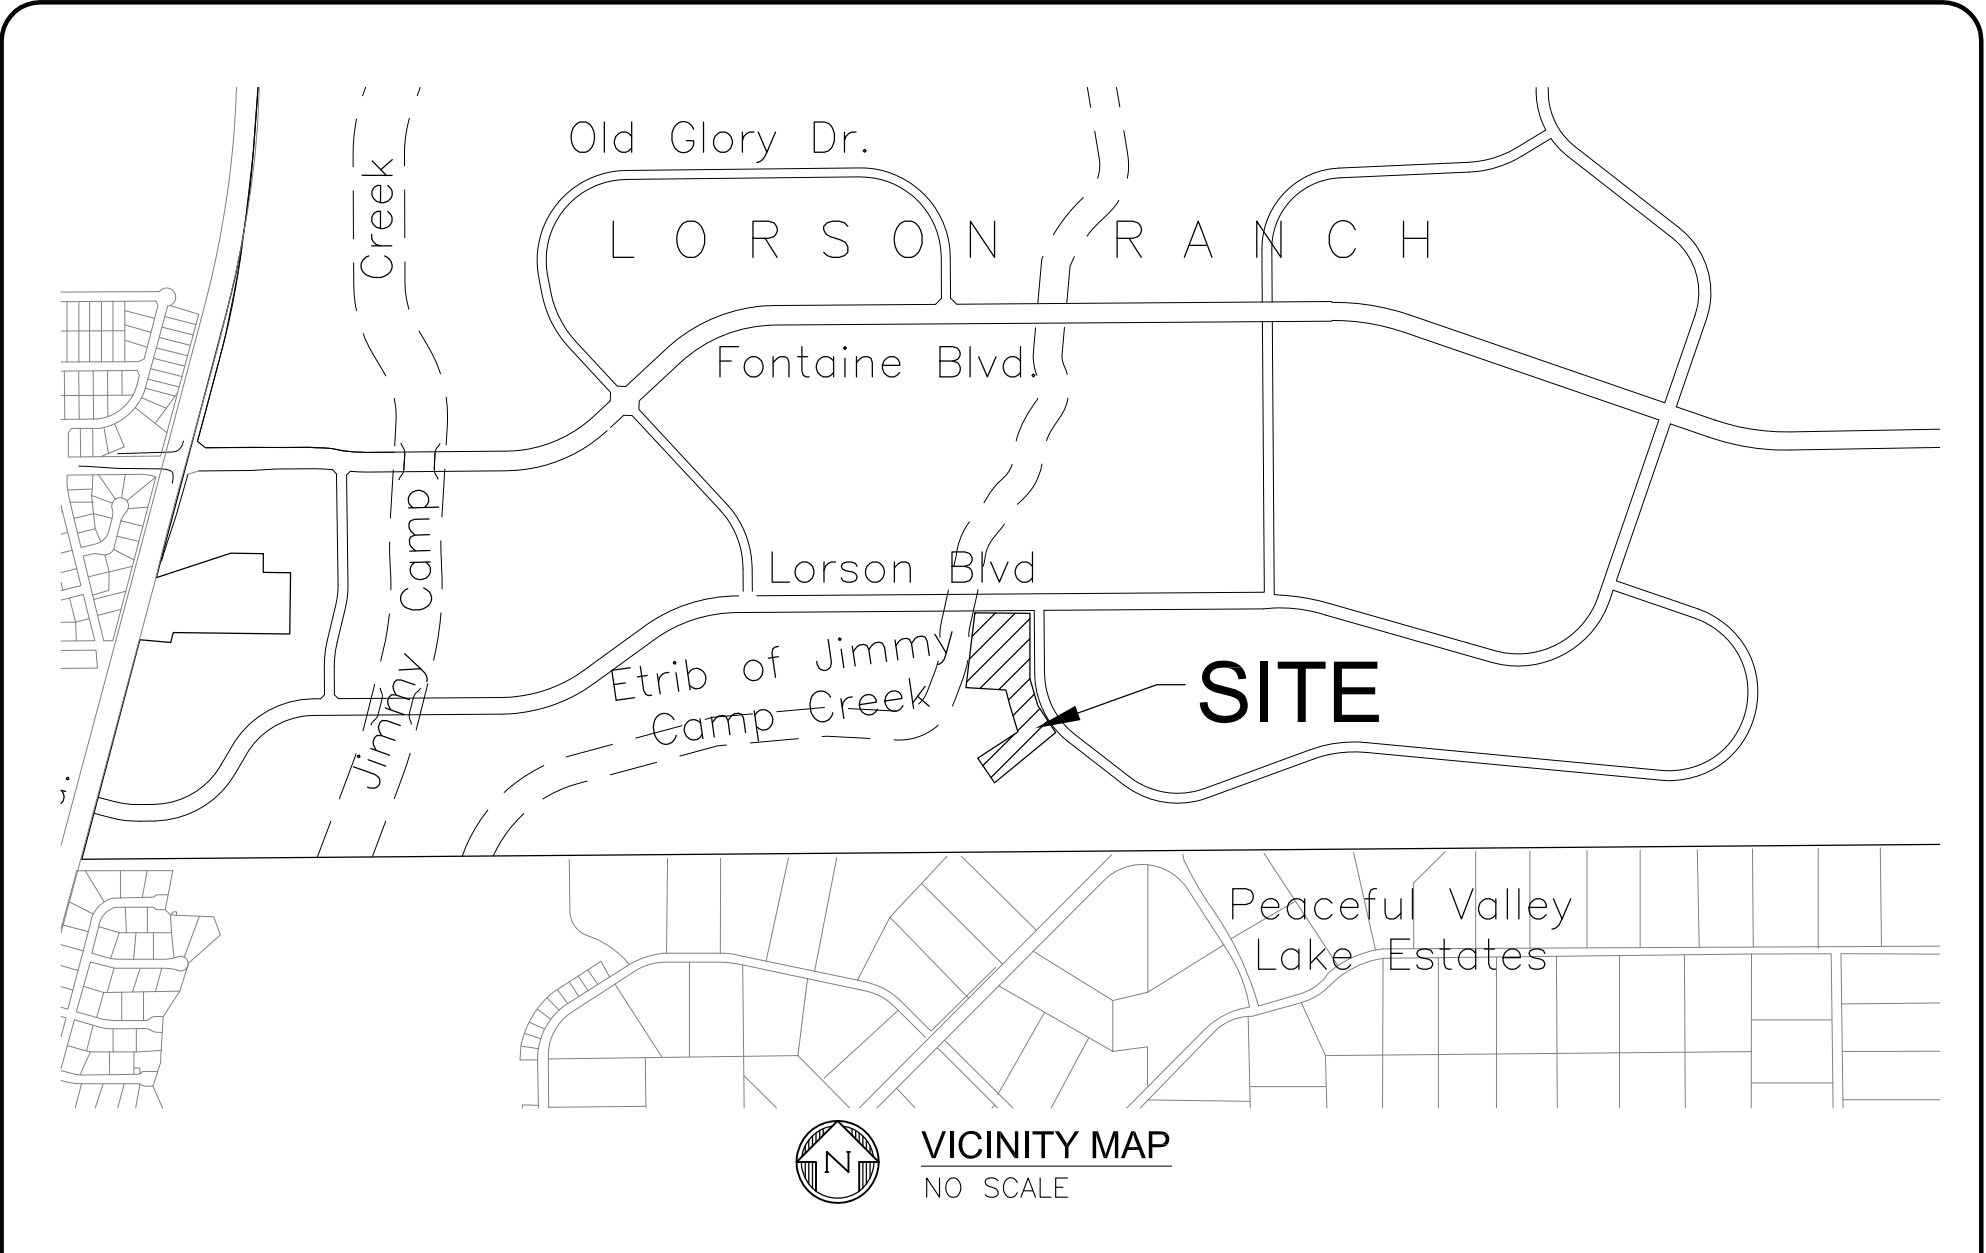 Old Glory Dr.
Creek
LORSON RANCH
Fontaine Blvd.
Camp
Lorson Blvd
Jimmy
Etrib of Jimmy
Camp Creek
SITE
Peaceful Valley
Lake Estates
N
VICINITY MAP
NO SCALE